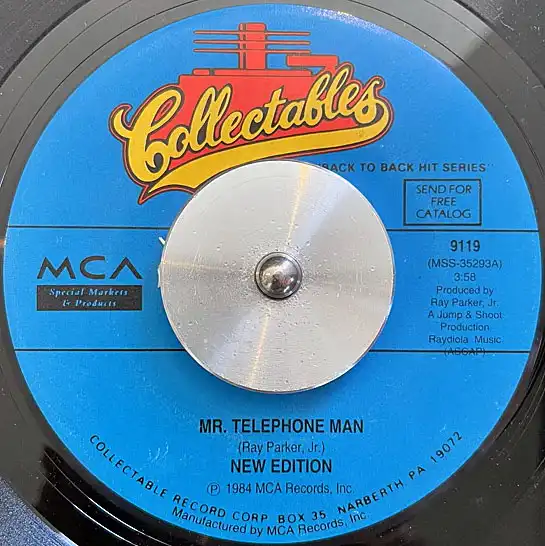 Collectables
"BACK TO BACK HIT SERIES"
SEND FOR
FREE
CATALOG
MCA
Special Markets
& Products
9119
(MSS-35293A)
3:58
Produced by
Ray Parker, Jr.
A Jump & Shoot
Production
Raydiola Music
(ASCAP)
MR. TELEPHONE MAN
(Ray Parker, Jr.)
NEW EDITION
℗ 1984 MCA Records, Inc.
COLLECTABLE RECORD CORP. BOX 35 NARBERTH PA 19072
Manufactured by MCA Records, Inc.